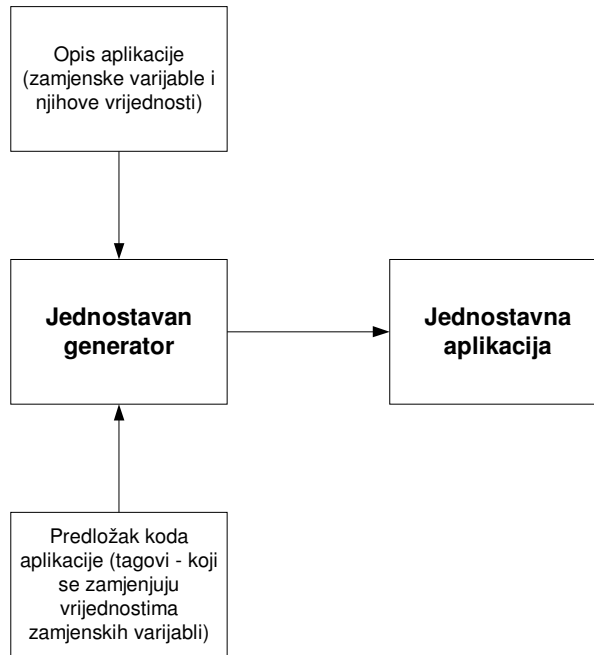 Opis aplikacije
(zamjenske varijable i
njihove vrijednosti)
Jednostavan
generator
Jednostavna
aplikacija
Predložak koda
aplikacije (tagovi - koji
se zamjenjuju
vrijednostima
zamjenskih varijabli)